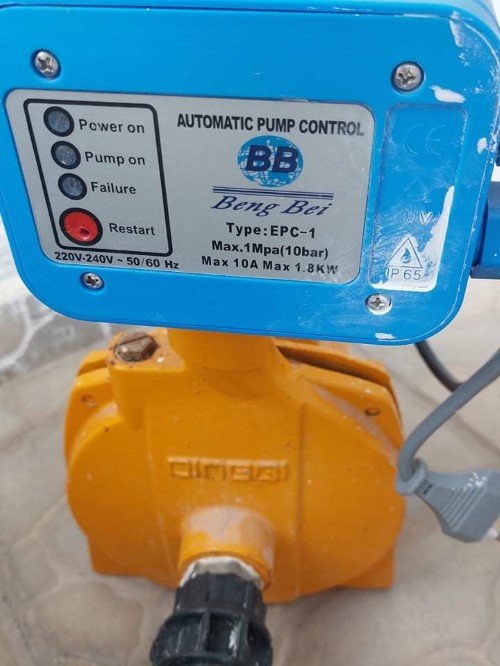 Power on
Pump on
Failure
Restart
220V-240V ~ 50/60 Hz
AUTOMATIC PUMP CONTROL
BB
Beng Bei
Type:EPC-1
Max.1Mpa(10bar)
Max 10A Max 1.8KW
CE
IP 65